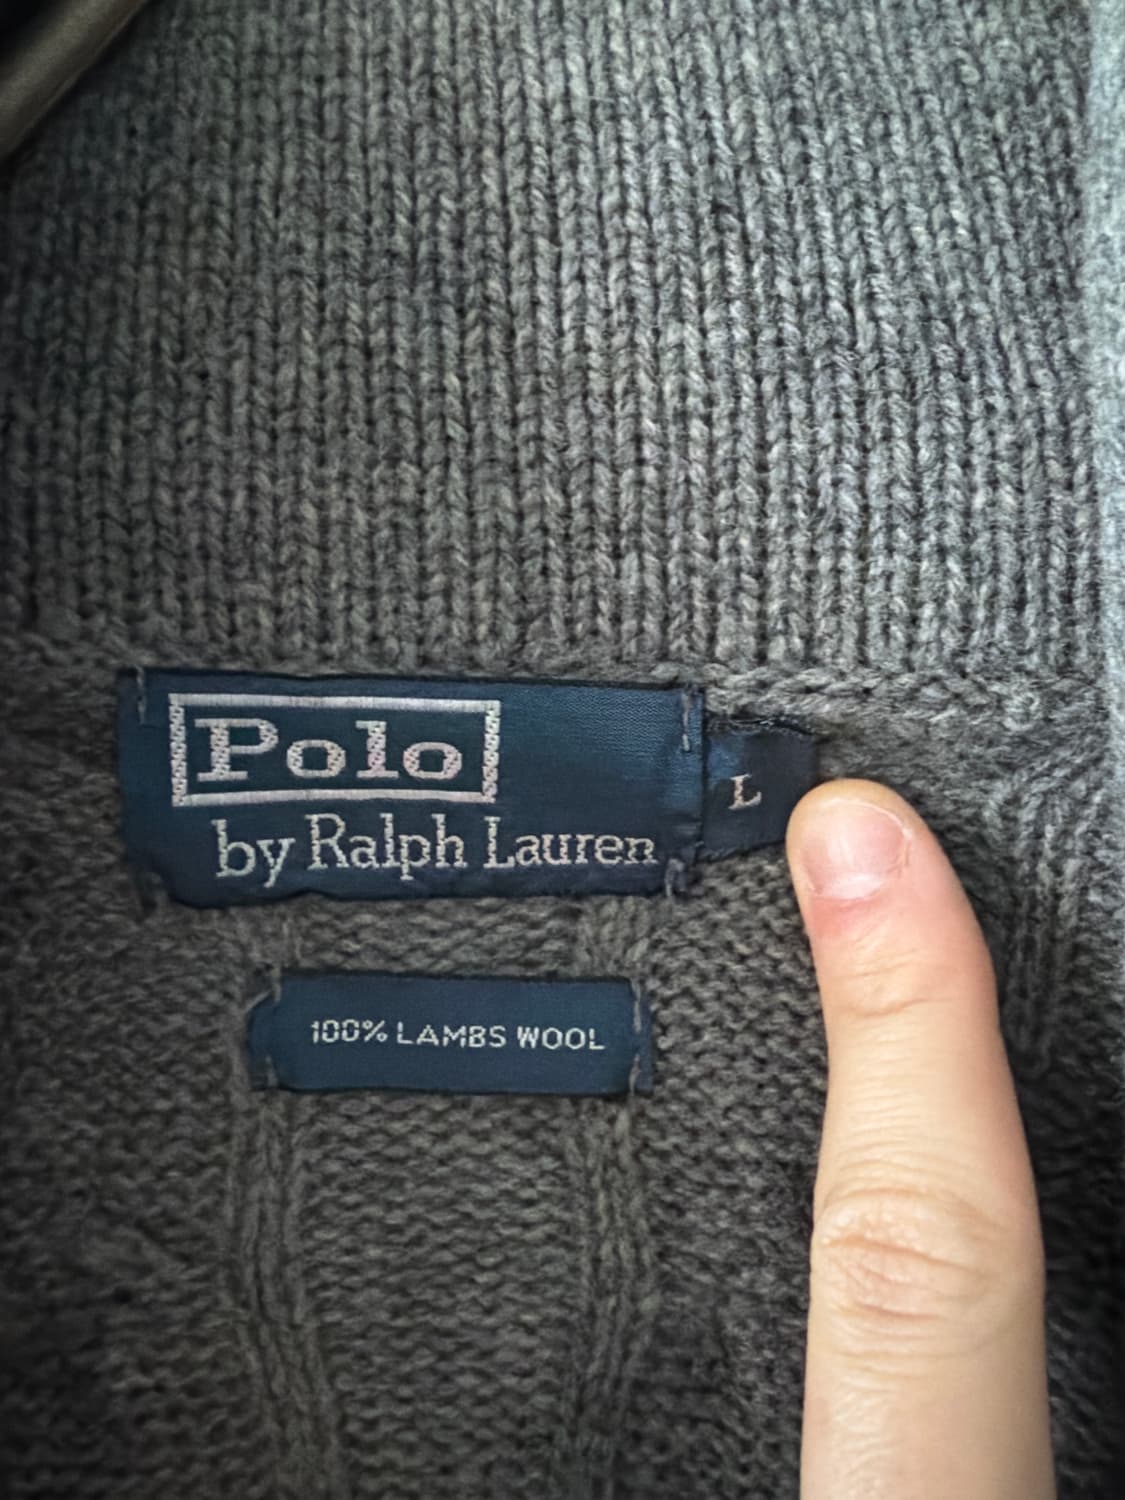 Polo
by Ralph Lauren
L
100% LAMBS WOOL